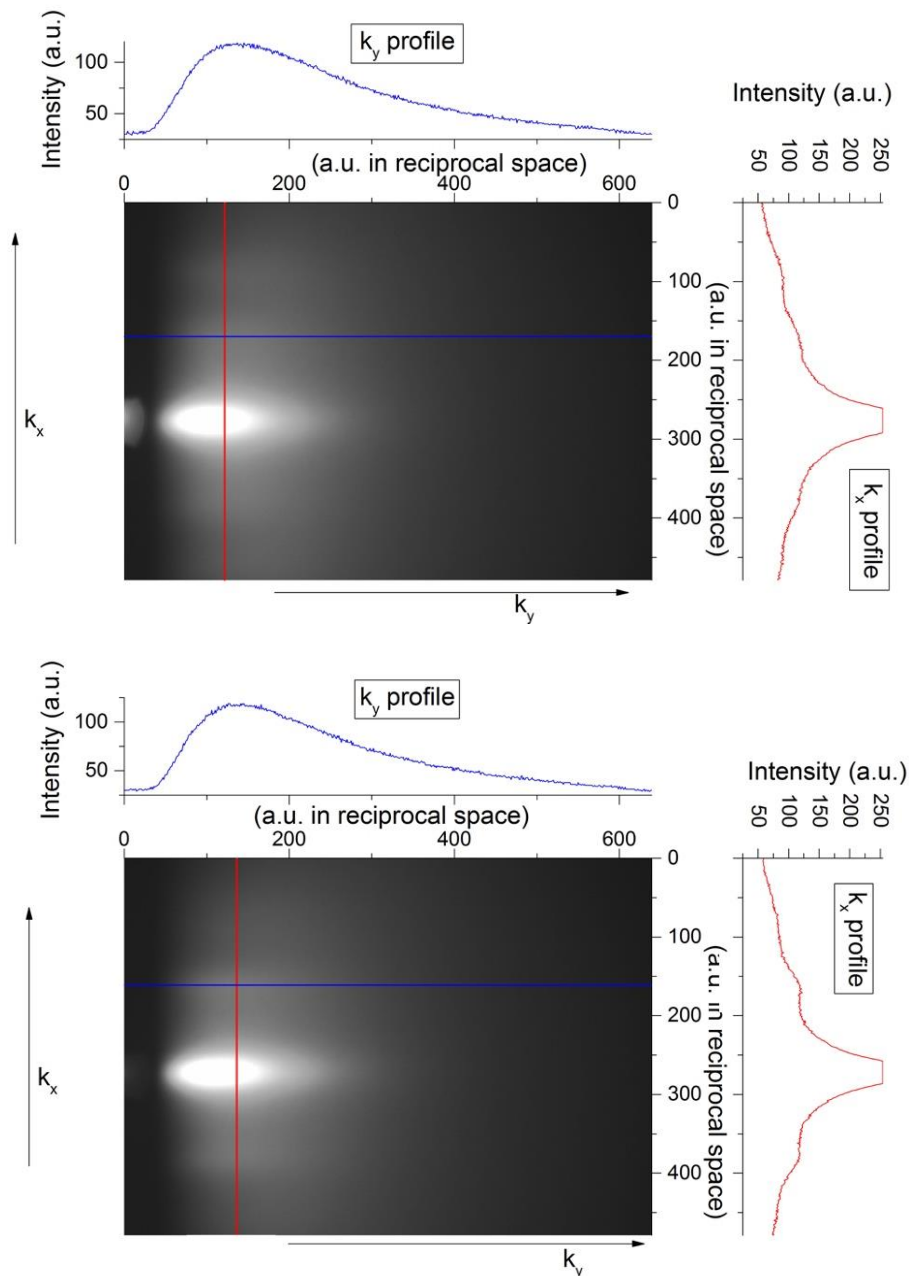 Intensity (a.u.)
100
50
k_y profile
(a.u. in reciprocal space)
0 200 400 600
Intensity (a.u.)
50 100 150 200 250
0
100
200
300
400
(a.u. in reciprocal space)
k_x profile
k_x
k_y
Intensity (a.u.)
100
50
k_y profile
(a.u. in reciprocal space)
0 200 400 600
Intensity (a.u.)
50 100 150 200 250
0
100
200
300
400
(a.u. in reciprocal space)
k_x profile
k_x
k_y